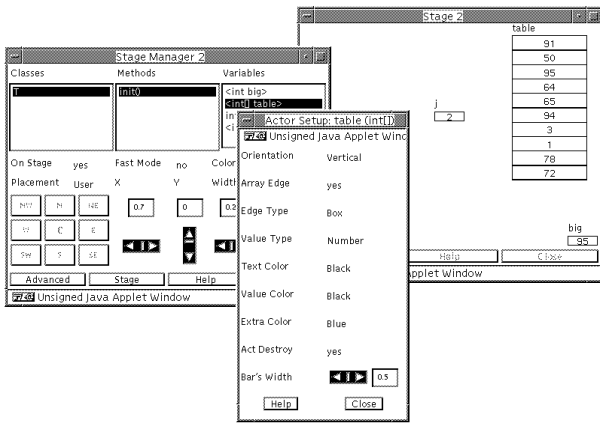 Stage Manager 2
Classes Methods Variables
T
init()
<int big>
<int[] table>
On Stage yes Fast Mode no Color
Placement User X Y Width
NW N NE
W C E
SW S SE
0.7
0
Advanced Stage Help
Unsigned Java Applet Window
Actor Setup: table (int[])
Unsigned Java Applet Winc
Orientation Vertical
Array Edge yes
Edge Type Box
Value Type Number
Text Color Black
Value Color Black
Extra Color Blue
Act Destroy yes
Bar's Width 0.5
Help Close
Stage 2
table
91
50
95
64
65
94
3
1
78
72
j
2
big
95
Help Close
Applet Window